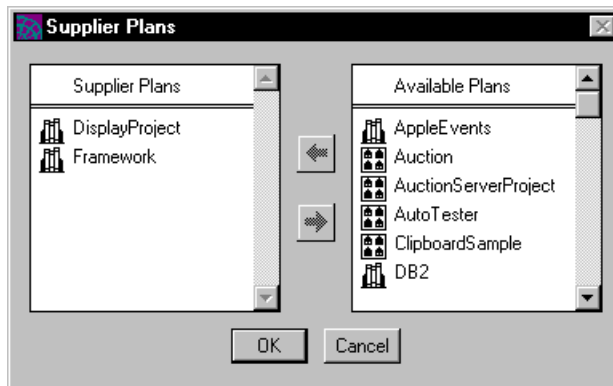 Supplier Plans
Supplier Plans
DisplayProject
Framework
Available Plans
AppleEvents
Auction
AuctionServerProject
AutoTester
ClipboardSample
DB2
OK
Cancel